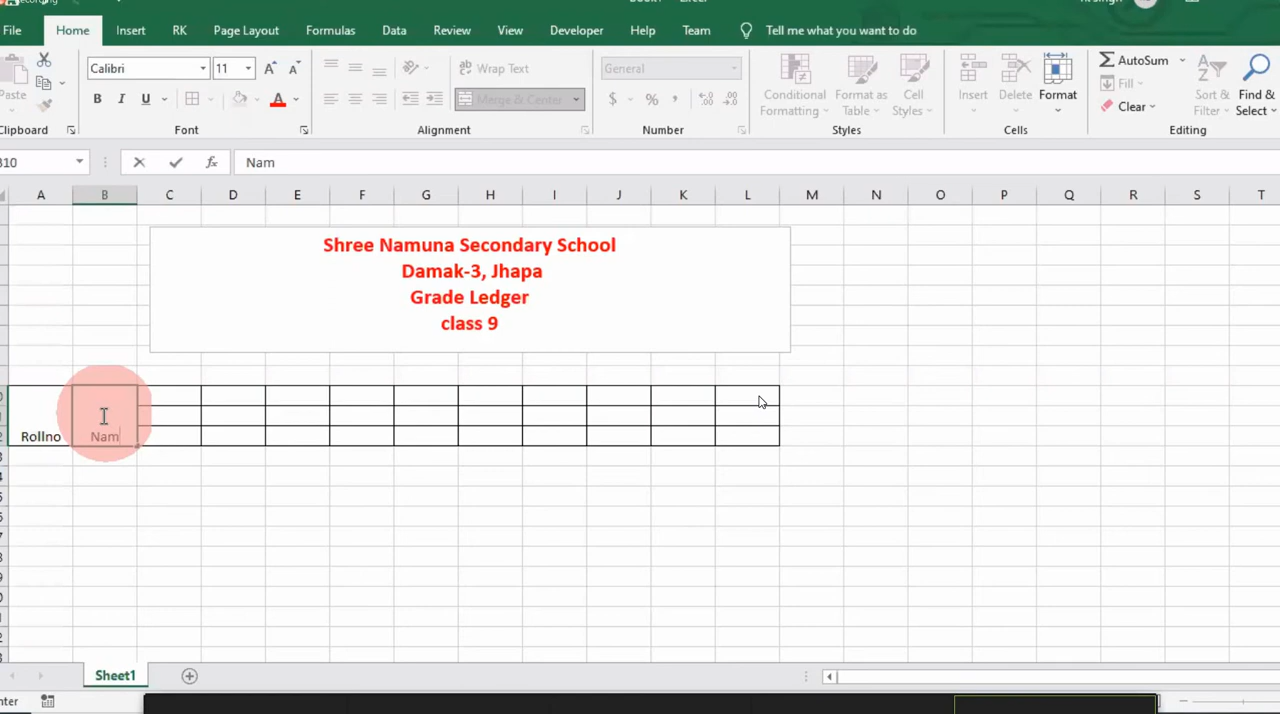 File Home Insert RK Page Layout Formulas Data Review View Developer Help Team Tell me what you want to do
Calibri 11 Wrap Text General AutoSum
Paste B I U Merge & Center $ % , Conditional Formatting Format as Table Cell Styles Insert Delete Format Fill Clear Sort & Filter Find & Select
Clipboard Font Alignment Number Styles Cells Editing
fx Nam
A B C D E F G H I J K L M N O P Q R S T
Shree Namuna Secondary School
Damak-3, Jhapa
Grade Ledger
class 9
Rollno Nam
Sheet1